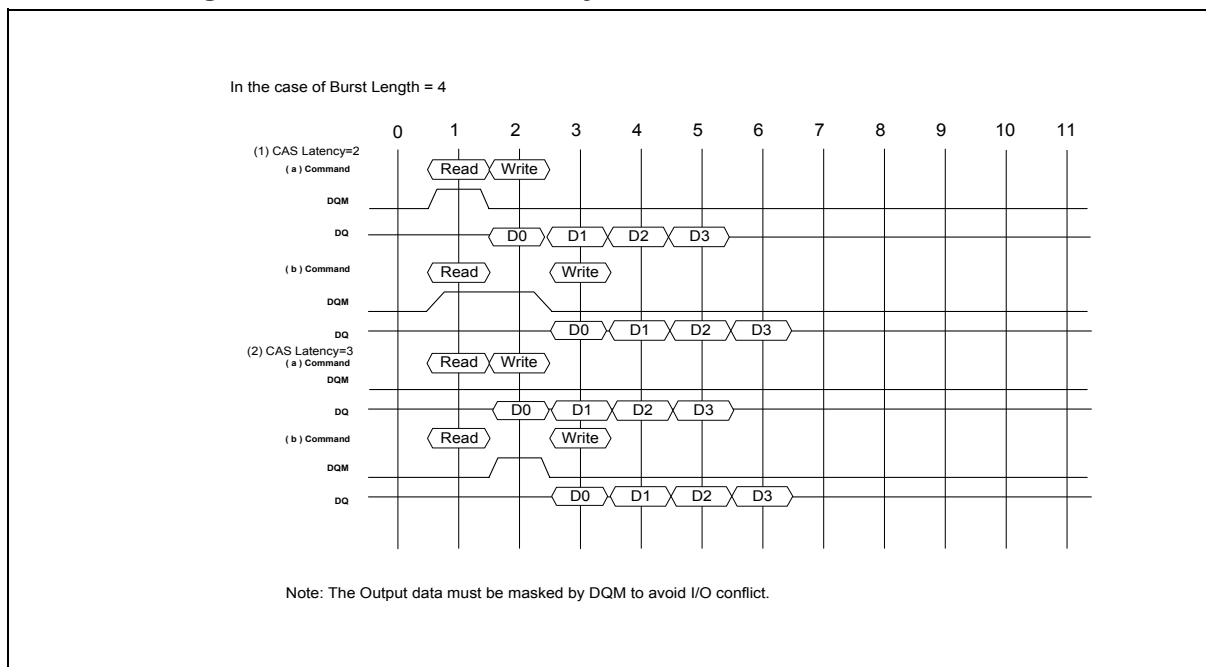 In the case of Burst Length = 4
0 1 2 3 4 5 6 7 8 9 10 11
(1) CAS Latency=2
( a ) Command Read Write
DQM
DQ D0 D1 D2 D3
( b ) Command Read Write
DQM
DQ D0 D1 D2 D3
(2) CAS Latency=3
( a ) Command Read Write
DQM
DQ D0 D1 D2 D3
( b ) Command Read Write
DQM
DQ D0 D1 D2 D3
Note: The Output data must be masked by DQM to avoid I/O conflict.